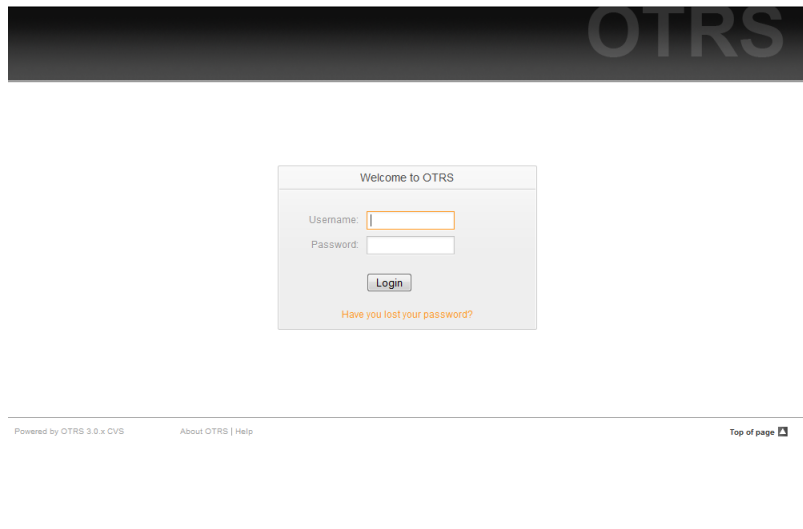 OTRS
Welcome to OTRS
Username:
Password:
Login
Have you lost your password?
Powered by OTRS 3.0.x CVS
About OTRS | Help
Top of page